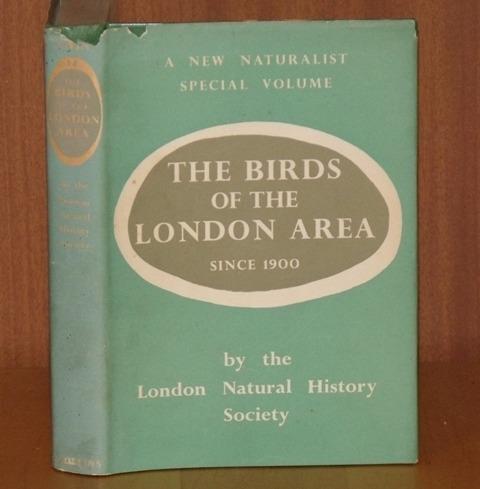 A NEW NATURALIST
SPECIAL VOLUME
THE BIRDS
OF THE
LONDON AREA
SINCE 1900
by the
London Natural History
Society
THE
BIRDS
OF THE
LONDON
AREA
by the
London
Natural
History
Society
COLLINS